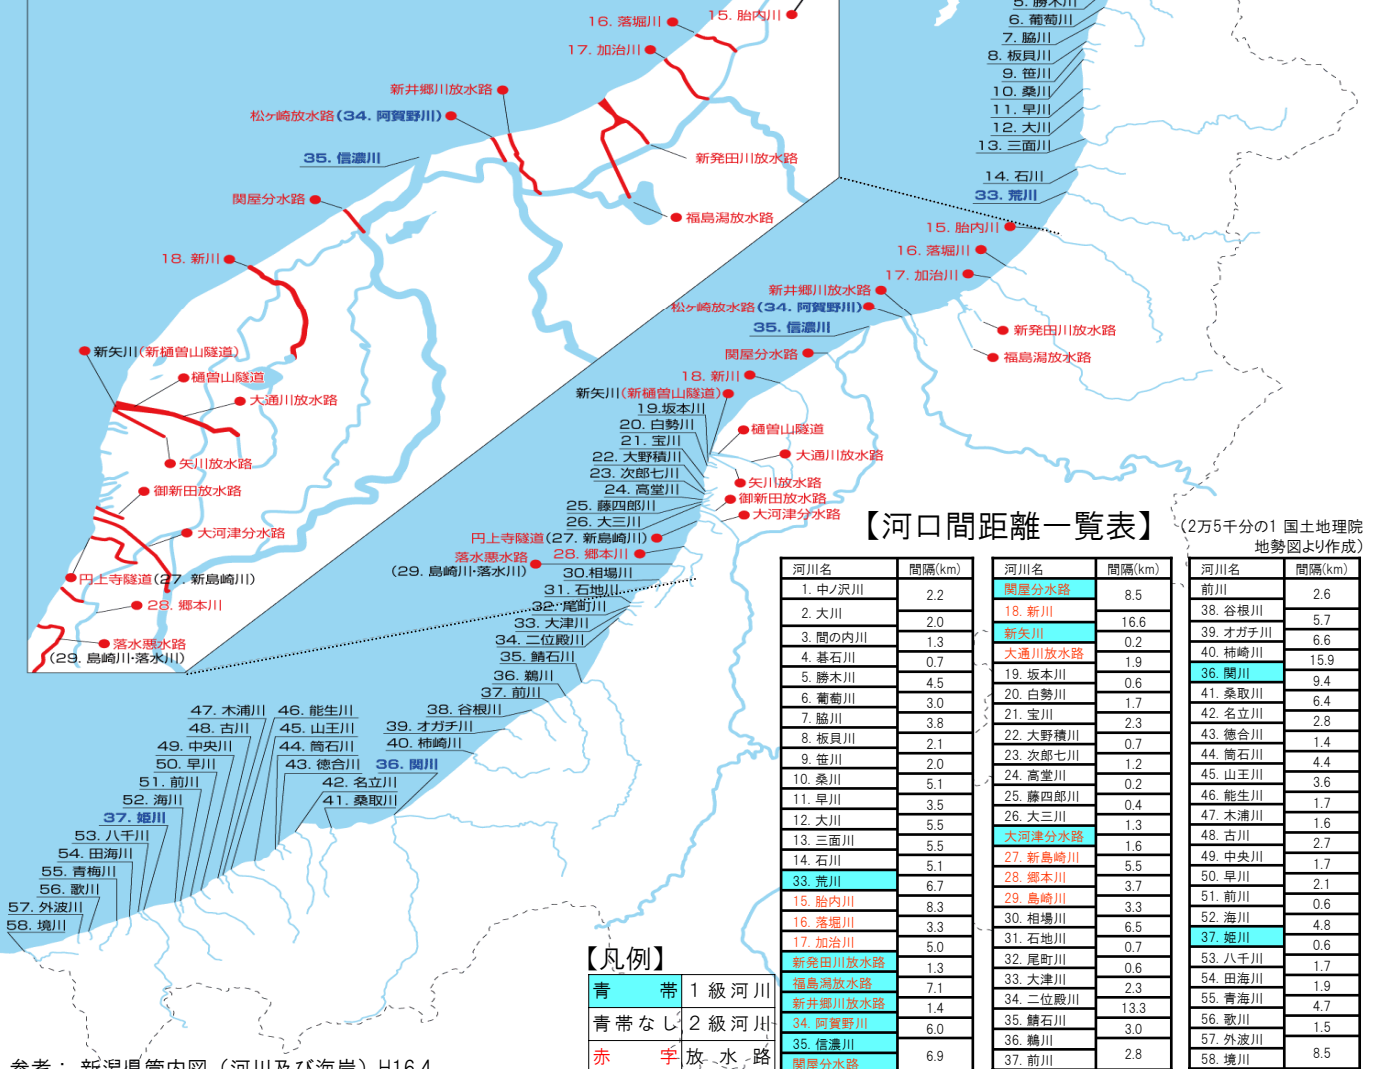 16. 落堀川
15. 胎内川
17. 加治川
新井郷川放水路
松ヶ崎放水路(34. 阿賀野川)
35. 信濃川
新発田川放水路
関屋分水路
福島潟放水路
18. 新川
新矢川(新樋曽山隧道)
樋曽山隧道
大通川放水路
矢川放水路
御新田放水路
大河津分水路
円上寺隧道(27. 新島崎川)
28. 郷本川
落水悪水路
(29. 島崎川・落水川)
5. 勝木川
6. 葡萄川
7. 脇川
8. 板貝川
9. 笹川
10. 桑川
11. 早川
12. 大川
13. 三面川
14. 石川
33. 荒川
15. 胎内川
16. 落堀川
17. 加治川
新井郷川放水路
松ヶ崎放水路(34. 阿賀野川)
35. 信濃川
新発田川放水路
福島潟放水路
関屋分水路
18. 新川
新矢川(新樋曽山隧道)
19.坂本川
20. 白勢川
21. 宝川
22. 大野積川
23. 次郎七川
24. 高堂川
25. 藤四郎川
26. 大三川
樋曽山隧道
大通川放水路
矢川放水路
御新田放水路
大河津分水路
円上寺隧道(27. 新島崎川)
28. 郷本川
落水悪水路
(29. 島崎川・落水川)
30.相場川
31. 石地川
32. 尾町川
33. 大津川
34. 二位殿川
35. 鯖石川
36. 鵜川
37. 前川
38. 谷根川
39. オガチ川
40. 柿崎川
36. 関川
47. 木浦川
46. 能生川
48. 古川
45. 山王川
49. 中央川
44. 筒石川
50. 早川
43. 徳合川
51. 前川
42. 名立川
52. 海川
41. 桑取川
37. 姫川
53. 八千川
54. 田海川
55. 青梅川
56. 歌川
57. 外波川
58. 境川
【河口間距離一覧表】
(2万5千分の1 国土地理院
地勢図より作成)
河川名 間隔(km)
1. 中ノ沢川
2.2
2. 大川
2.0
3. 間の内川
1.3
4. 碁石川
0.7
5. 勝木川
4.5
6. 葡萄川
3.0
7. 脇川
3.8
8. 板貝川
2.1
9. 笹川
2.0
10. 桑川
5.1
11. 早川
3.5
12. 大川
5.5
13. 三面川
5.5
14. 石川
5.1
33. 荒川
6.7
15. 胎内川
8.3
16. 落堀川
3.3
17. 加治川
5.0
新発田川放水路
1.3
福島潟放水路
7.1
新井郷川放水路
1.4
34. 阿賀野川
6.0
35. 信濃川
6.9
関屋分水路
河川名 間隔(km)
関屋分水路
8.5
18. 新川
16.6
新矢川
0.2
大通川放水路
1.9
19. 坂本川
0.6
20. 白勢川
1.7
21. 宝川
2.3
22. 大野積川
0.7
23. 次郎七川
1.2
24. 高堂川
0.2
25. 藤四郎川
0.4
26. 大三川
1.3
大河津分水路
1.6
27. 新島崎川
5.5
28. 郷本川
3.7
29. 島崎川
3.3
30. 相場川
6.5
31. 石地川
0.7
32. 尾町川
0.6
33. 大津川
2.3
34. 二位殿川
13.3
35. 鯖石川
3.0
36. 鵜川
2.8
37. 前川
河川名 間隔(km)
前川
2.6
38. 谷根川
5.7
39. オガチ川
6.6
40. 柿崎川
15.9
36. 関川
9.4
41. 桑取川
6.4
42. 名立川
2.8
43. 徳合川
1.4
44. 筒石川
4.4
45. 山王川
3.6
46. 能生川
1.7
47. 木浦川
1.6
48. 古川
2.7
49. 中央川
1.7
50. 早川
2.1
51. 前川
0.6
52. 海川
4.8
37. 姫川
0.6
53. 八千川
1.7
54. 田海川
1.9
55. 青海川
4.7
56. 歌川
1.5
57. 外波川
8.5
58. 境川
【凡例】
青帯 1級河川
青帯なし 2級河川
赤字 放水路
参考： 新潟県管内図（河川及び海岸）H16.4